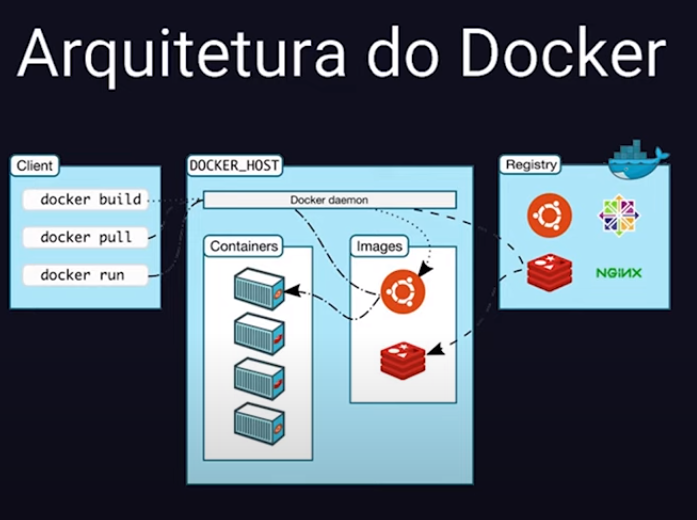 Arquitetura do Docker
Client
docker build
docker pull
docker run
DOCKER_HOST
Docker daemon
Containers
Images
Registry
NGiNX